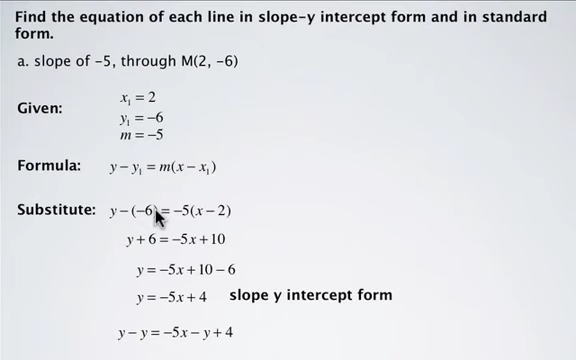 Find the equation of each line in slope-y intercept form and in standard
form.
a. slope of -5, through M(2, -6)
Given:
x₁ = 2
y₁ = −6
m = −5
Formula: y − y₁ = m(x − x₁)
Substitute: y − (−6) = −5(x − 2)
y + 6 = −5x + 10
y = −5x + 10 − 6
y = −5x + 4 slope y intercept form
y − y = −5x − y + 4